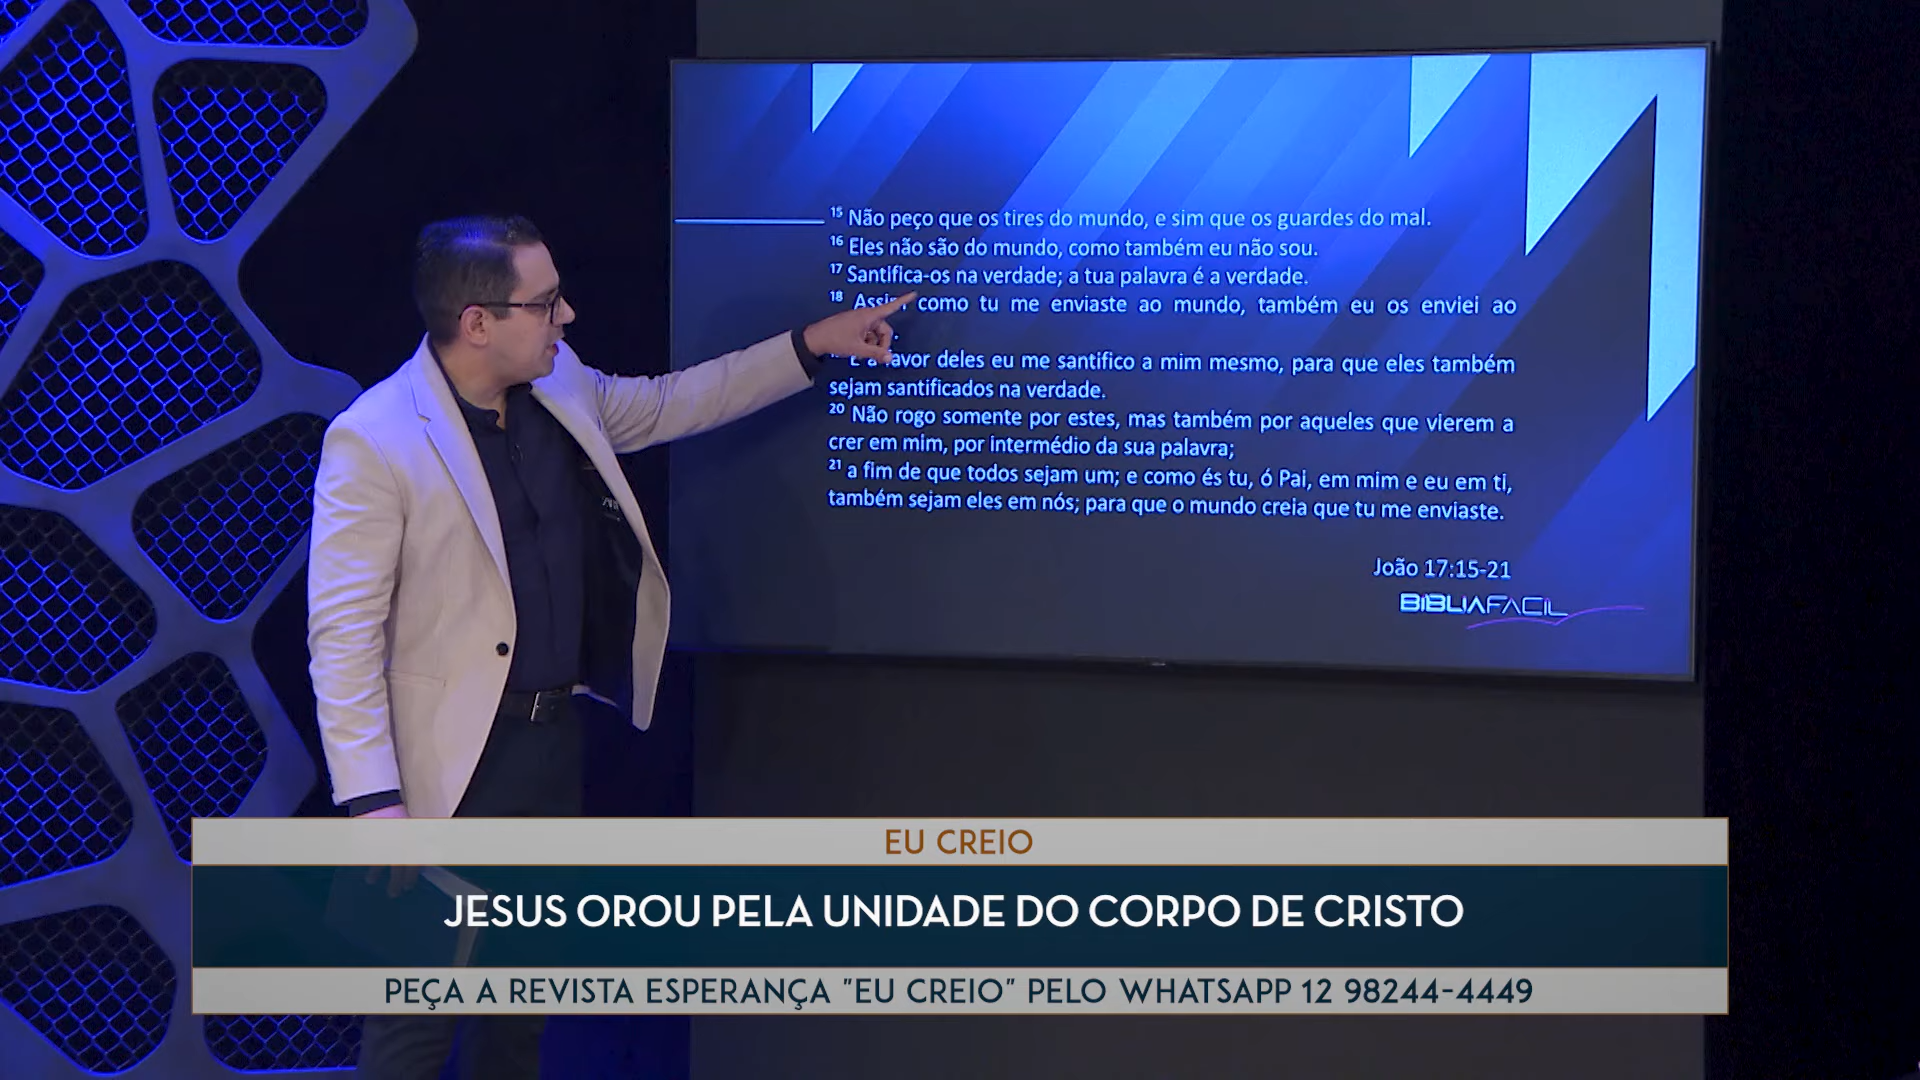 15 Não peço que os tires do mundo, e sim que os guardes do mal.
16 Eles não são do mundo, como também eu não sou.
17 Santifica-os na verdade; a tua palavra é a verdade.
18 como tu me enviaste ao mundo, também eu os enviei ao
E a favor deles eu me santifico a mim mesmo, para que eles também
sejam santificados na verdade.
20 Não rogo somente por estes, mas também por aqueles que vierem a
crer em mim, por intermédio da sua palavra;
21 a fim de que todos sejam um; e como és tu, ó Pai, em mim e eu em ti,
também sejam eles em nós; para que o mundo creia que tu me enviaste.
João 17:15-21
BÍBLIAFÁCIL
EU CREIO
JESUS OROU PELA UNIDADE DO CORPO DE CRISTO
PEÇA A REVISTA ESPERANÇA "EU CREIO" PELO WHATSAPP 12 98244-4449